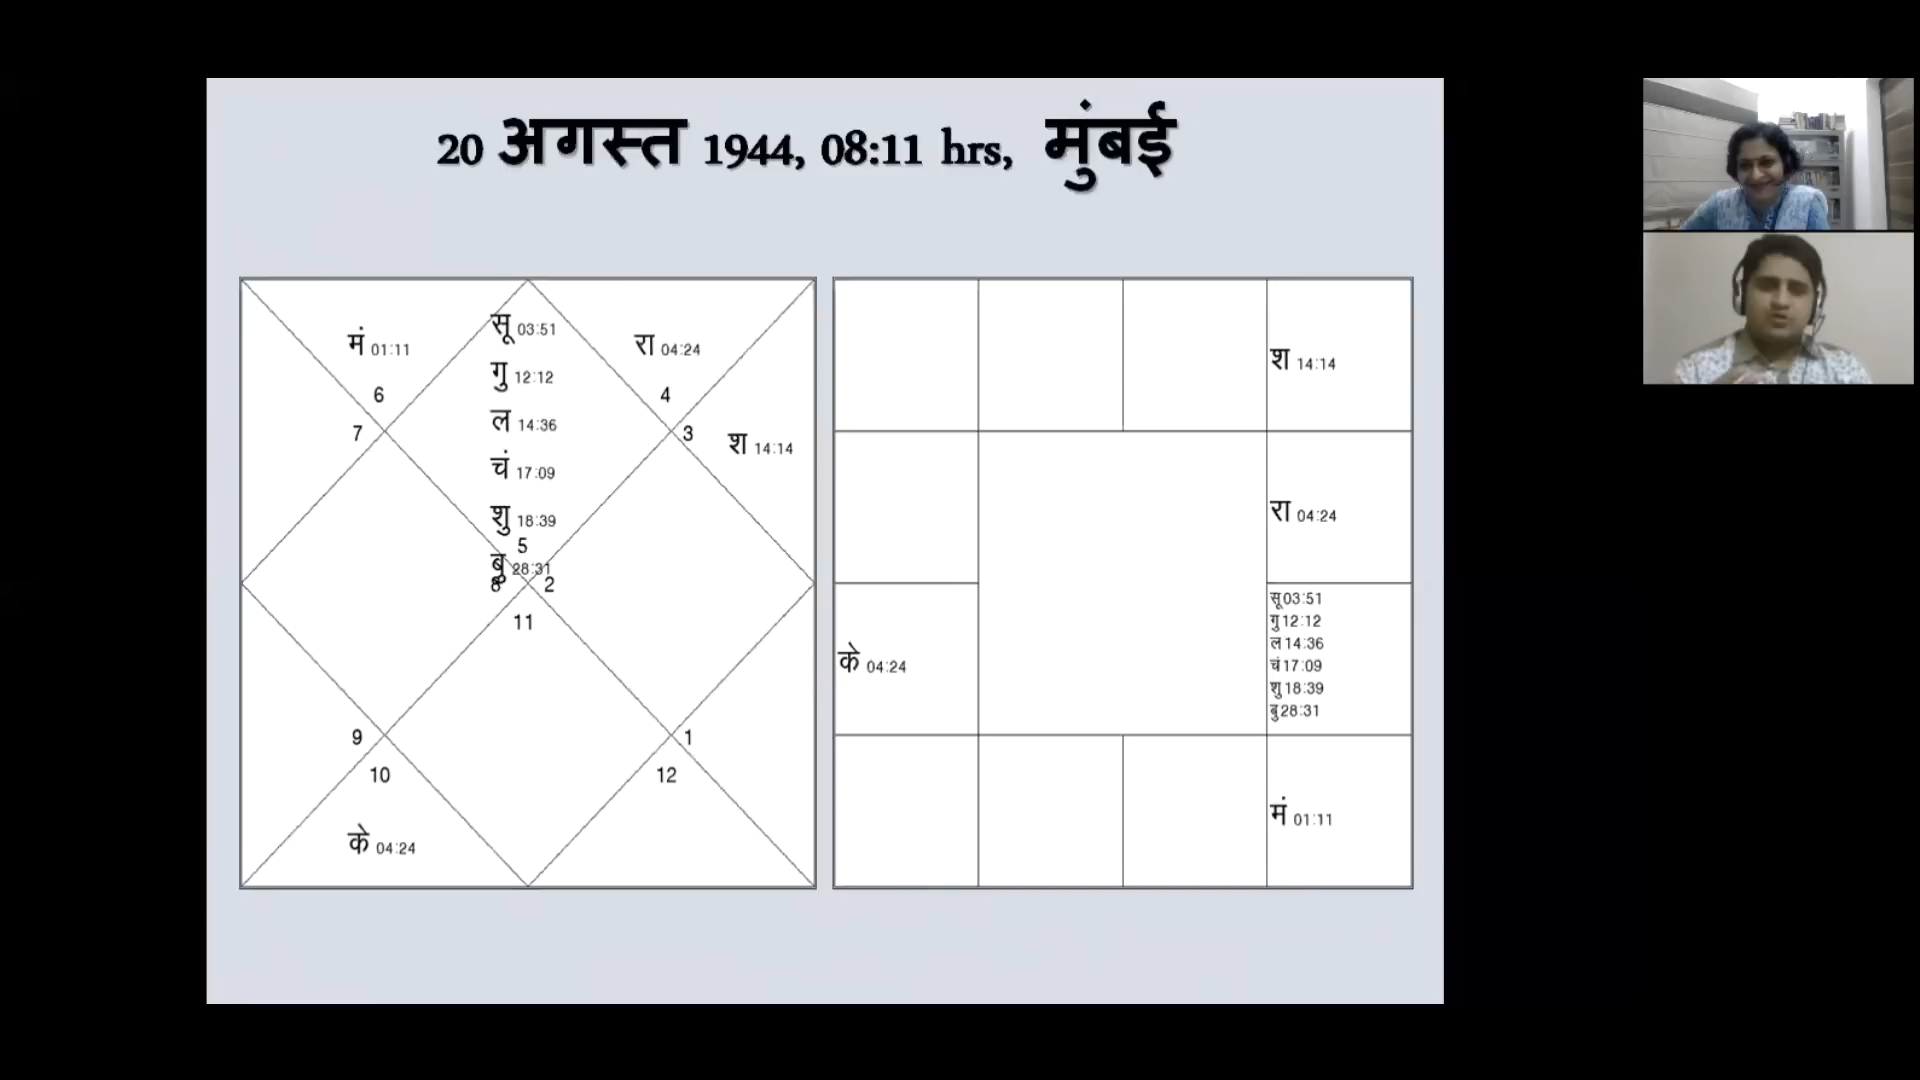 20 अगस्त 1944, 08:11 hrs, मुंबई
मं 01:11
सू 03:51
रा 04:24
गु 12:12
6
4
ल 14:36
7
3
श 14:14
चं 17:09
शु 18:39
5
बु 28:31
8
2
11
9
1
10
12
के 04:24
श 14:14
रा 04:24
के 04:24
सू 03:51
गु 12:12
ल 14:36
चं 17:09
शु 18:39
बु 28:31
मं 01:11